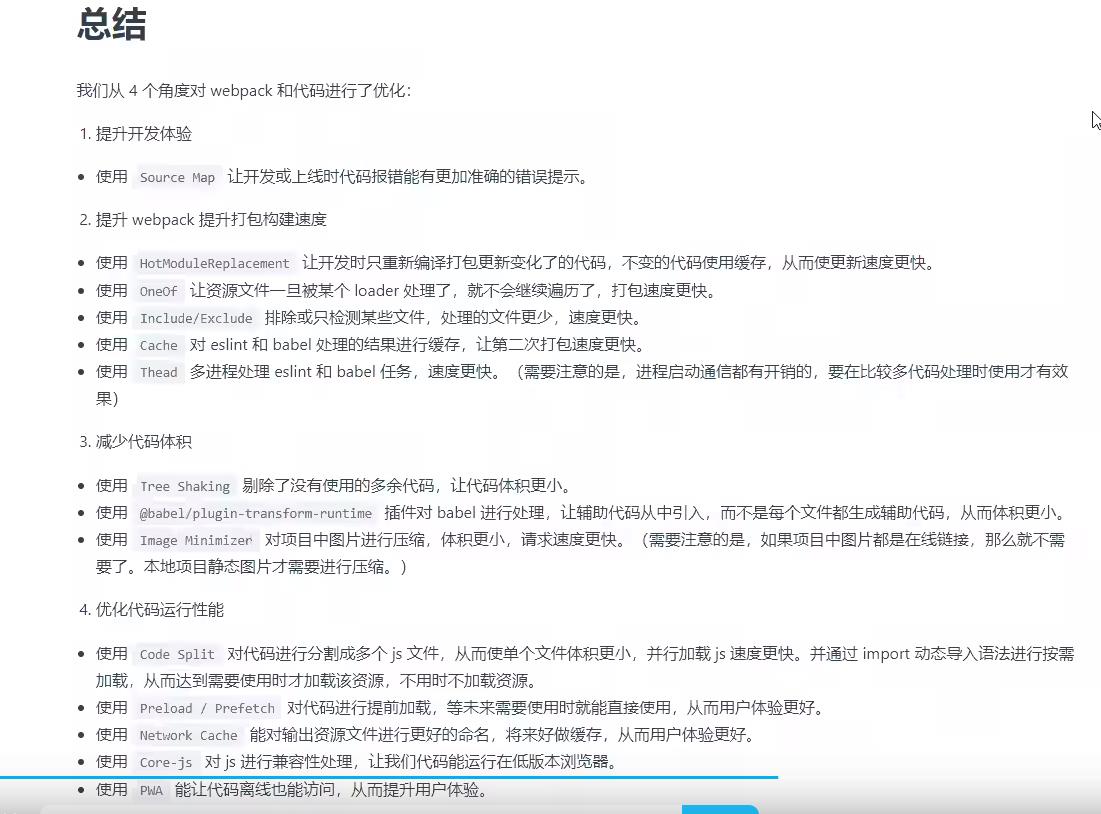 总结
我们从 4 个角度对 webpack 和代码进行了优化：
1. 提升开发体验
• 使用 Source Map 让开发或上线时代码报错能有更加准确的错误提示。
2. 提升 webpack 提升打包构建速度
• 使用 HotModuleReplacement 让开发时只重新编译打包更新变化了的代码，不变的代码使用缓存，从而使更新速度更快。
• 使用 OneOf 让资源文件一旦被某个 loader 处理了，就不会继续遍历了，打包速度更快。
• 使用 Include/Exclude 排除或只检测某些文件，处理的文件更少，速度更快。
• 使用 Cache 对 eslint 和 babel 处理的结果进行缓存，让第二次打包速度更快。
• 使用 Thead 多进程处理 eslint 和 babel 任务，速度更快。（需要注意的是，进程启动通信都有开销的，要在比较多代码处理时使用才有效
果）
3. 减少代码体积
• 使用 Tree Shaking 剔除了没有使用的多余代码，让代码体积更小。
• 使用 @babel/plugin-transform-runtime 插件对 babel 进行处理，让辅助代码从中引入，而不是每个文件都生成辅助代码，从而体积更小。
• 使用 Image Minimizer 对项目中图片进行压缩，体积更小，请求速度更快。（需要注意的是，如果项目中图片都是在线链接，那么就不需
要了。本地项目静态图片才需要进行压缩。）
4. 优化代码运行性能
• 使用 Code Split 对代码进行分割成多个 js 文件，从而使单个文件体积更小，并行加载 js 速度更快。并通过 import 动态导入语法进行按需
加载，从而达到需要使用时才加载该资源，不用时不加载资源。
• 使用 Preload / Prefetch 对代码进行提前加载，等未来需要使用时就能直接使用，从而用户体验更好。
• 使用 Network Cache 能对输出资源文件进行更好的命名，将来好做缓存，从而用户体验更好。
• 使用 Core-js 对 js 进行兼容性处理，让我们代码能运行在低版本浏览器。
• 使用 PWA 能让代码离线也能访问，从而提升用户体验。